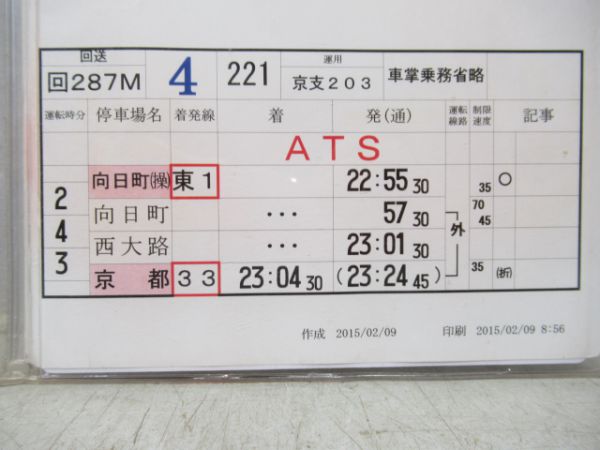 回送 運用
回287M 4 221 京支203 車掌乗務省略
運転時分 停車場名 着発線 着 発(通) 運転線路 制限速度 記事
ATS
向日町㈱操 東1 22:55 30 35 ○
2
向日町 … 57 30 70 45
4 外
西大路 … 23:01 30
3
京都 33 23:04 30 (23:24 45) 35 (折)
作成 2015/02/09 印刷 2015/02/09 8:56